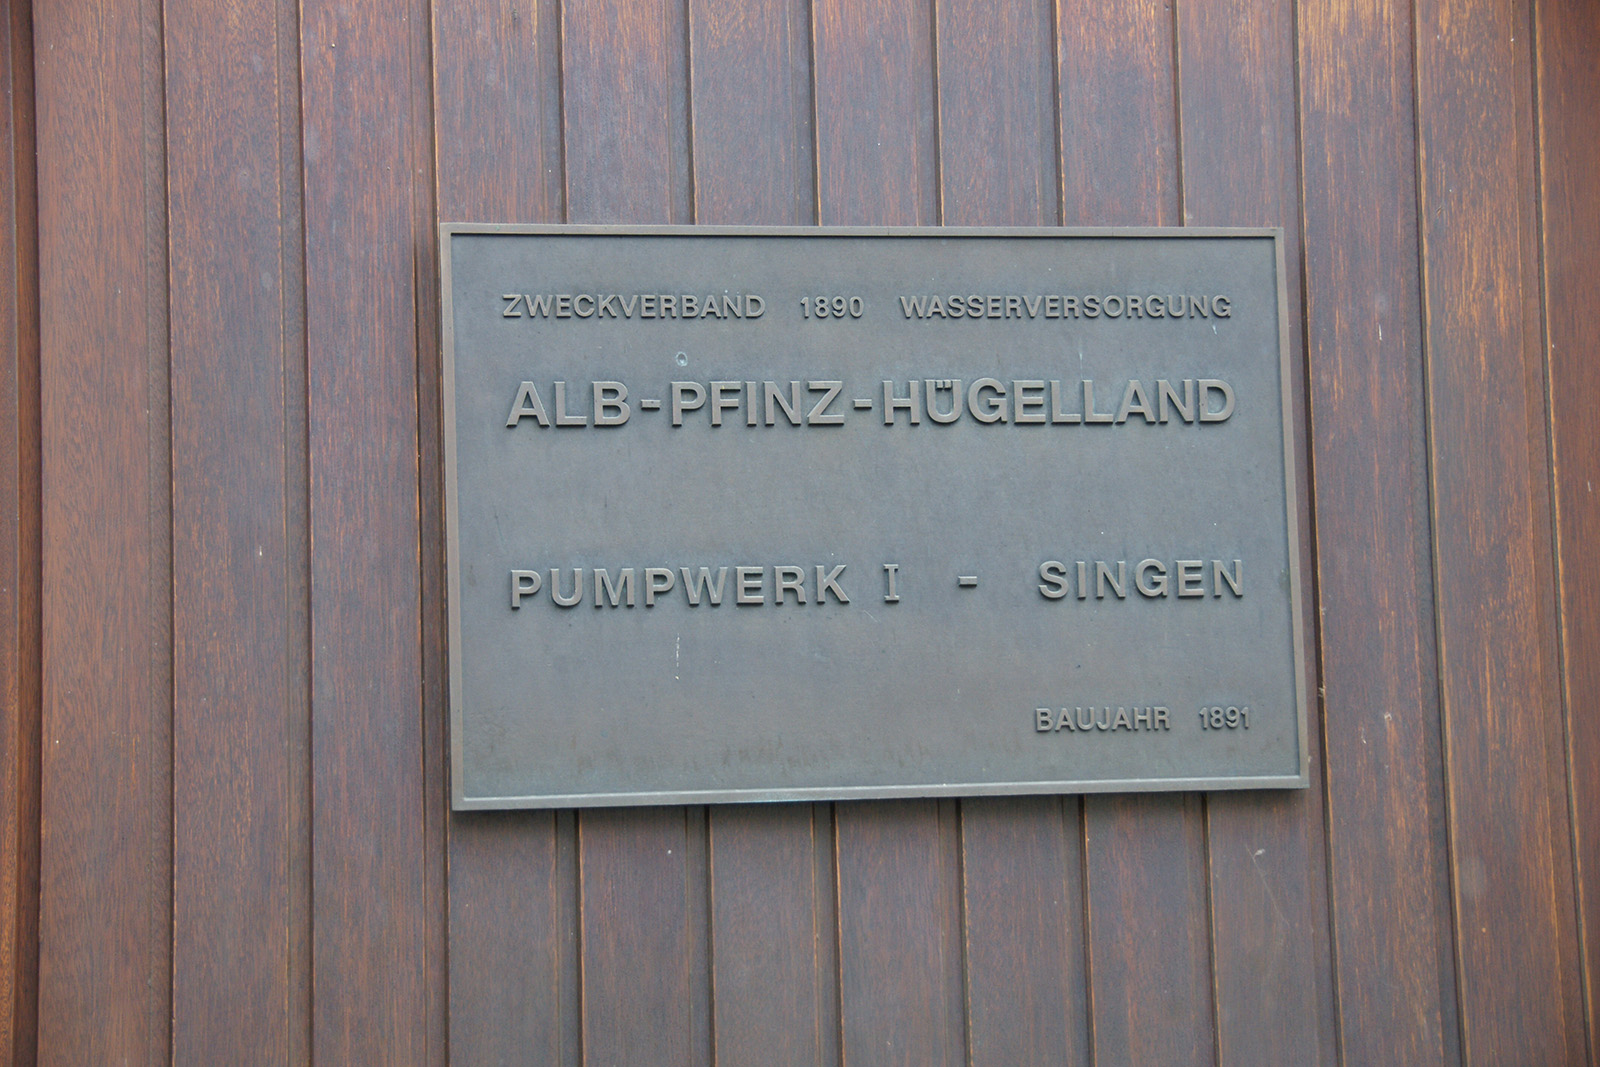 ZWECKVERBAND 1890 WASSERVERSORGUNG
ALB-PFINZ-HÜGELLAND
PUMPWERK I - SINGEN
BAUJAHR 1891